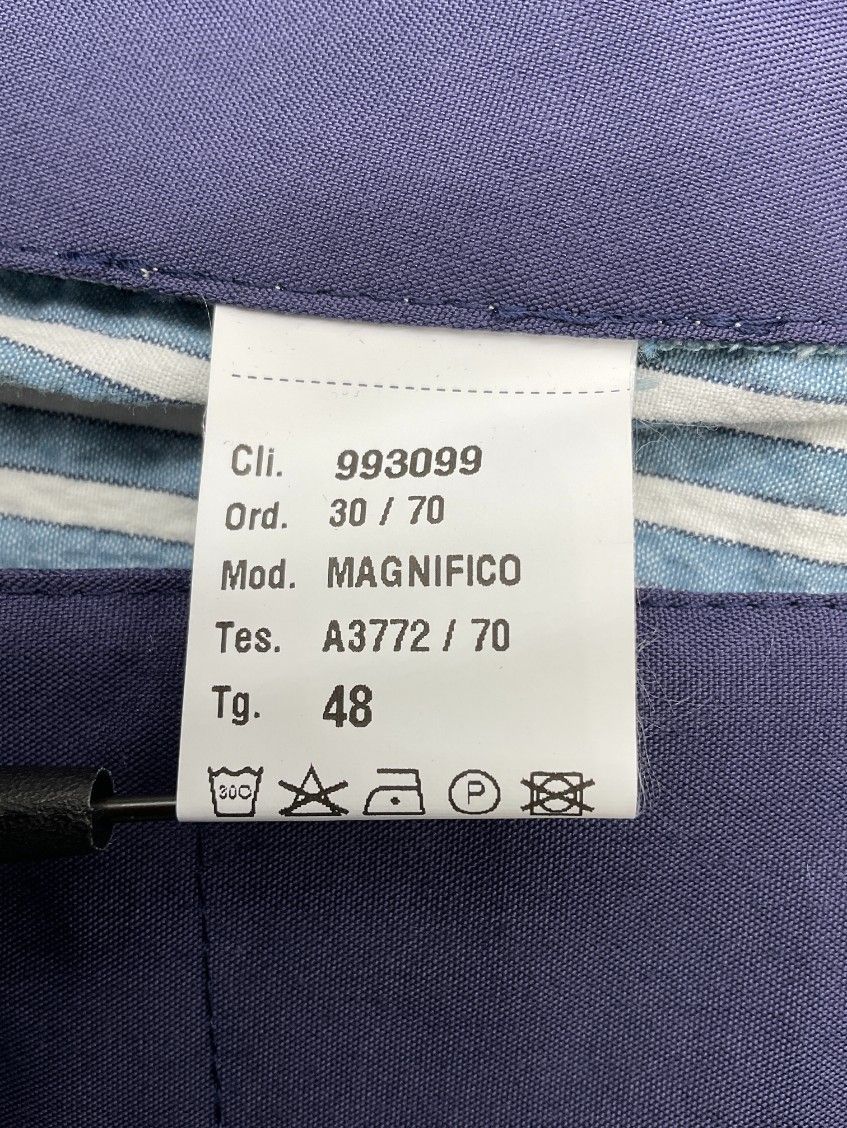 Cli. 993099
Ord. 30 / 70
Mod. MAGNIFICO
Tes. A3772 / 70
Tg. 48
30C P